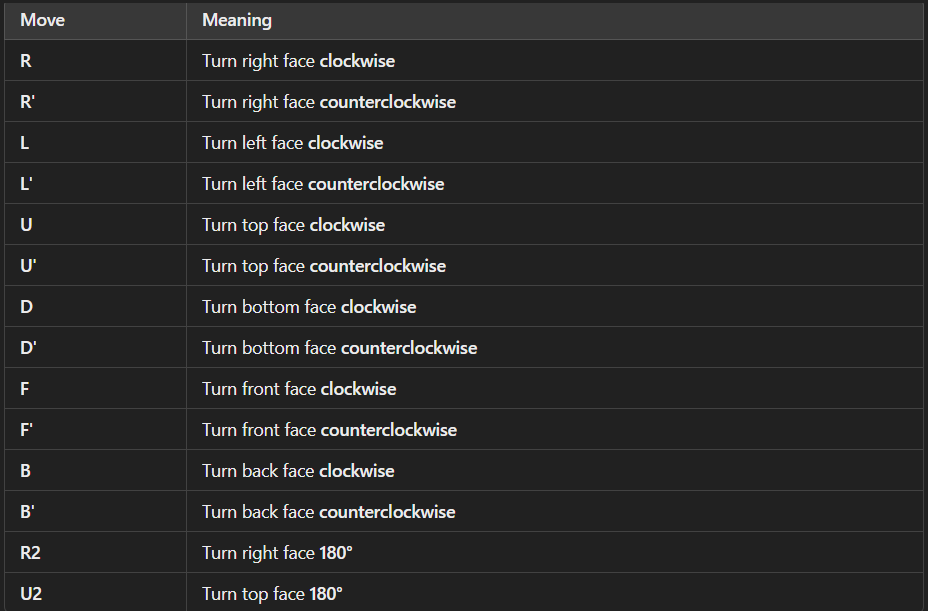 Move Meaning
R Turn right face clockwise
R' Turn right face counterclockwise
L Turn left face clockwise
L' Turn left face counterclockwise
U Turn top face clockwise
U' Turn top face counterclockwise
D Turn bottom face clockwise
D' Turn bottom face counterclockwise
F Turn front face clockwise
F' Turn front face counterclockwise
B Turn back face clockwise
B' Turn back face counterclockwise
R2 Turn right face 180°
U2 Turn top face 180°